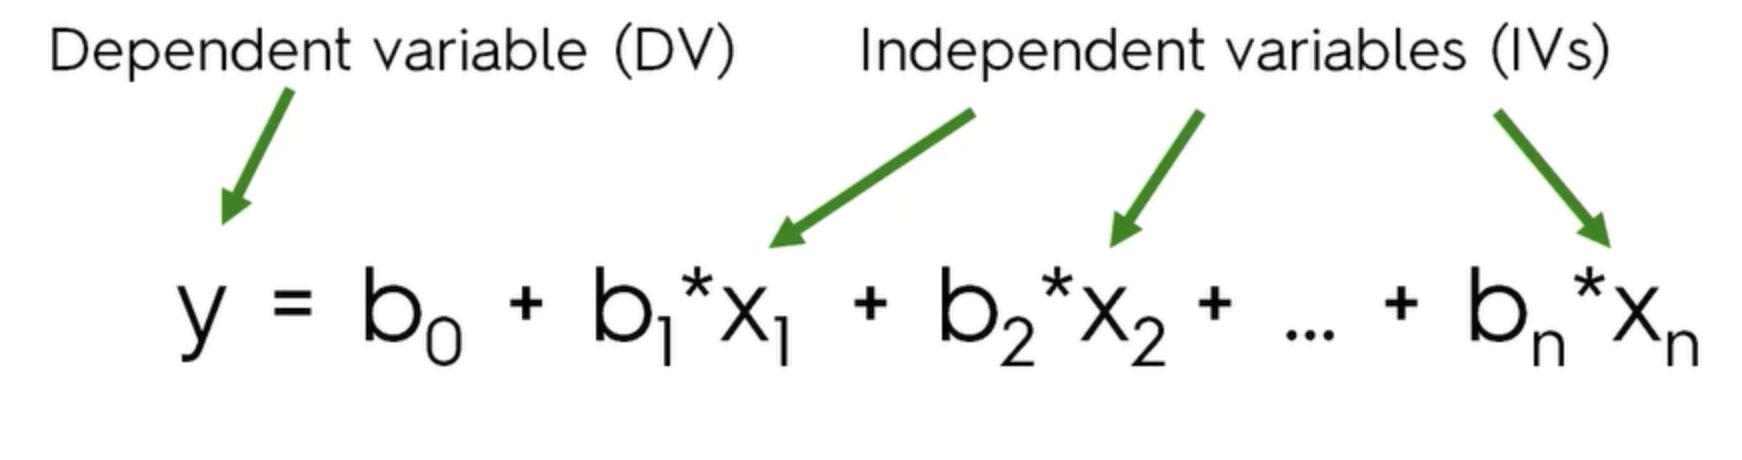 Dependent variable (DV) Independent variables (IVs)
y = b₀ + b₁*x₁ + b₂*x₂ + ... + bₙ*xₙ